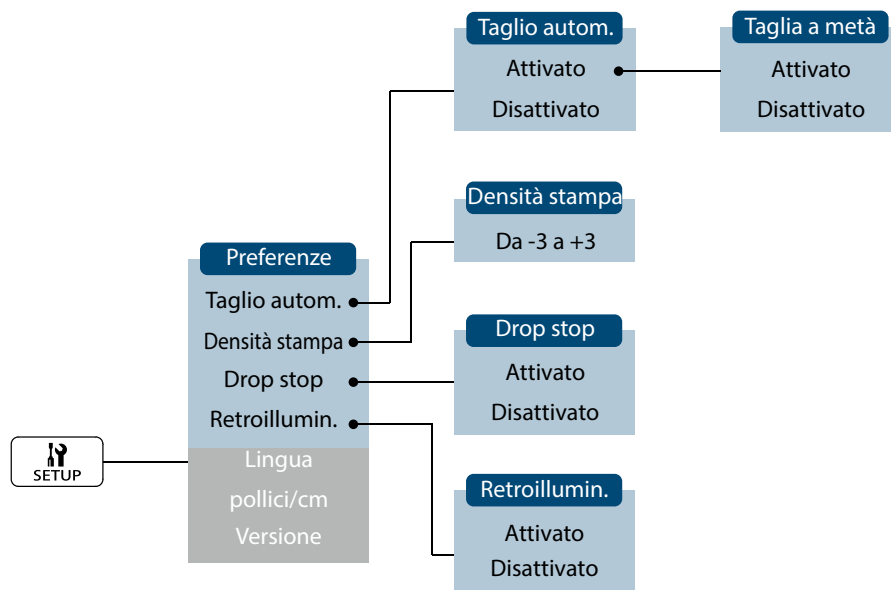 Taglio autom.
Attivato
Disattivato
Taglia a metà
Attivato
Disattivato
Densità stampa
Da -3 a +3
Preferenze
Taglio autom.
Densità stampa
Drop stop
Retroillumin.
Lingua
pollici/cm
Versione
Drop stop
Attivato
Disattivato
SETUP
Retroillumin.
Attivato
Disattivato